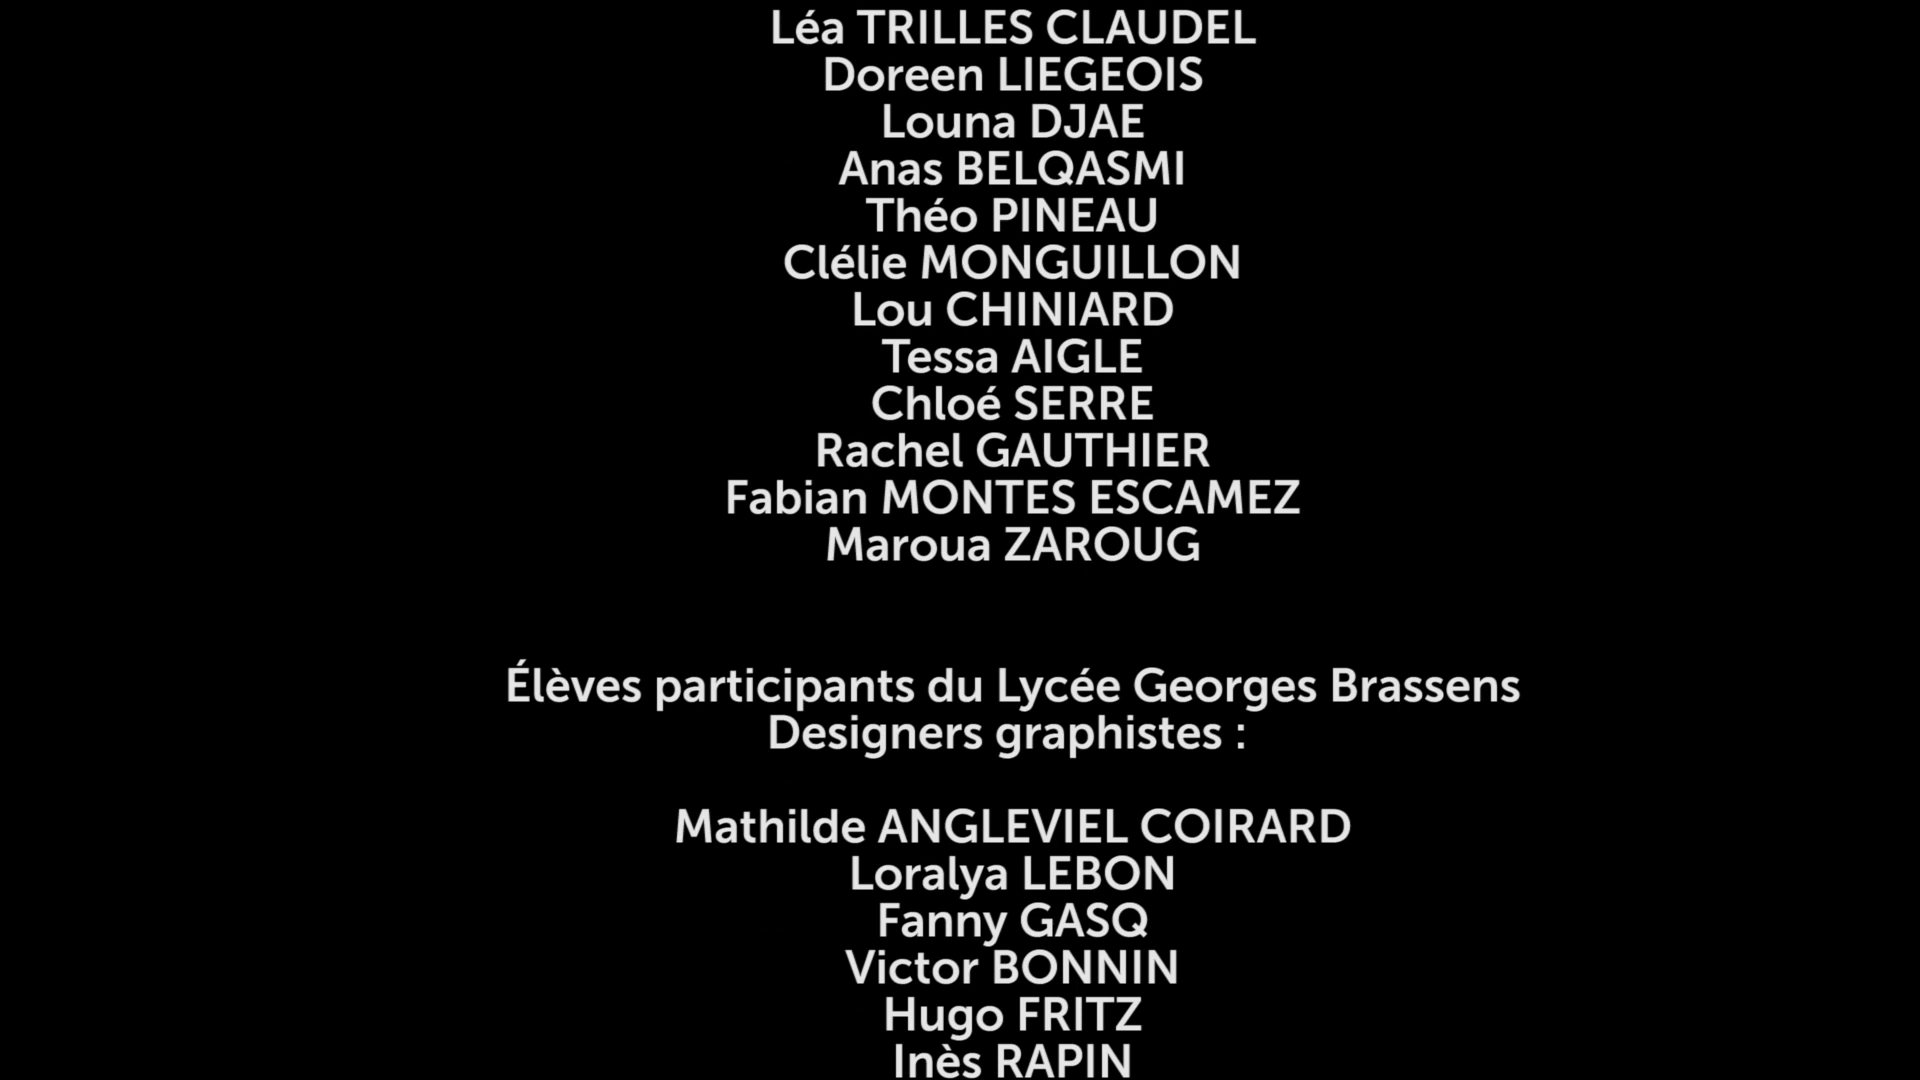 Léa TRILLES CLAUDEL
Doreen LIEGEOIS
Louna DJAE
Anas BELQASMI
Théo PINEAU
Clélie MONGUILLON
Lou CHINIARD
Tessa AIGLE
Chloé SERRE
Rachel GAUTHIER
Fabian MONTES ESCAMEZ
Maroua ZAROUG
Élèves participants du Lycée Georges Brassens
Designers graphistes :
Mathilde ANGLEVIEL COIRARD
Loralya LEBON
Fanny GASQ
Victor BONNIN
Hugo FRITZ
Inès RAPIN